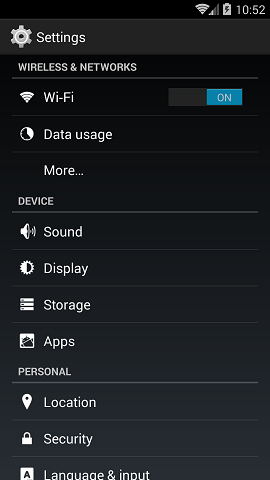 10:52
Settings
WIRELESS & NETWORKS
Wi-Fi ON
Data usage
More...
DEVICE
Sound
Display
Storage
Apps
PERSONAL
Location
Security
A Language & input